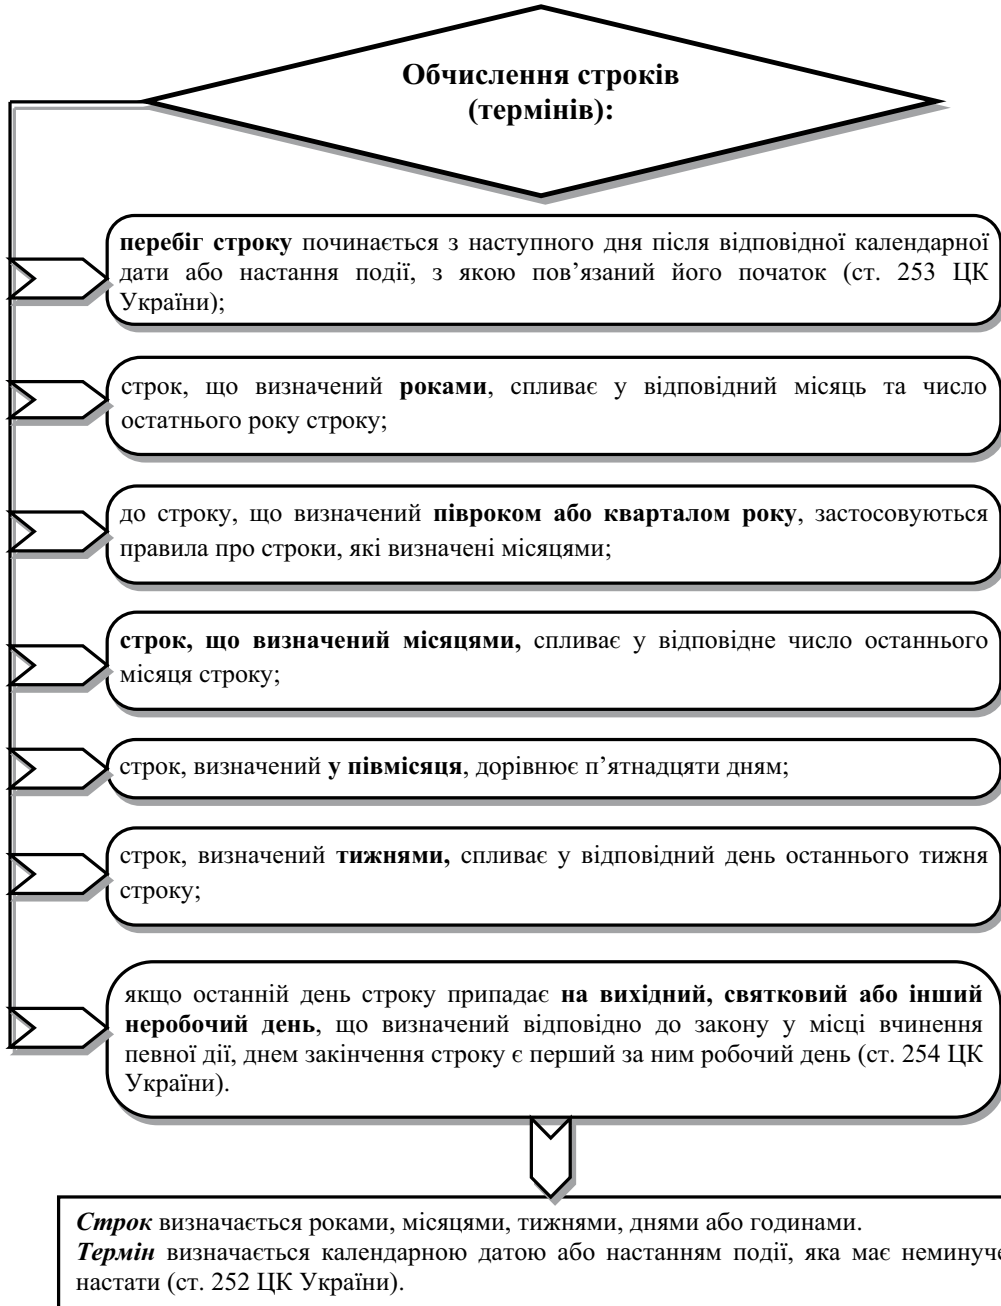 Обчислення строків
(термінів):
перебіг строку починається з наступного дня після відповідної календарної
дати або настання події, з якою пов’язаний його початок (ст. 253 ЦК
України);
строк, що визначений роками, спливає у відповідний місяць та число
остатнього року строку;
до строку, що визначений півроком або кварталом року, застосовуються
правила про строки, які визначені місяцями;
строк, що визначений місяцями, спливає у відповідне число останнього
місяця строку;
строк, визначений у півмісяця, дорівнює п’ятнадцяти дням;
строк, визначений тижнями, спливає у відповідний день останнього тижня
строку;
якщо останній день строку припадає на вихідний, святковий або інший
неробочий день, що визначений відповідно до закону у місці вчинення
певної дії, днем закінчення строку є перший за ним робочий день (ст. 254 ЦК
України).
Строк визначається роками, місяцями, тижнями, днями або годинами.
Термін визначається календарною датою або настанням події, яка має неминуче
настати (ст. 252 ЦК України).